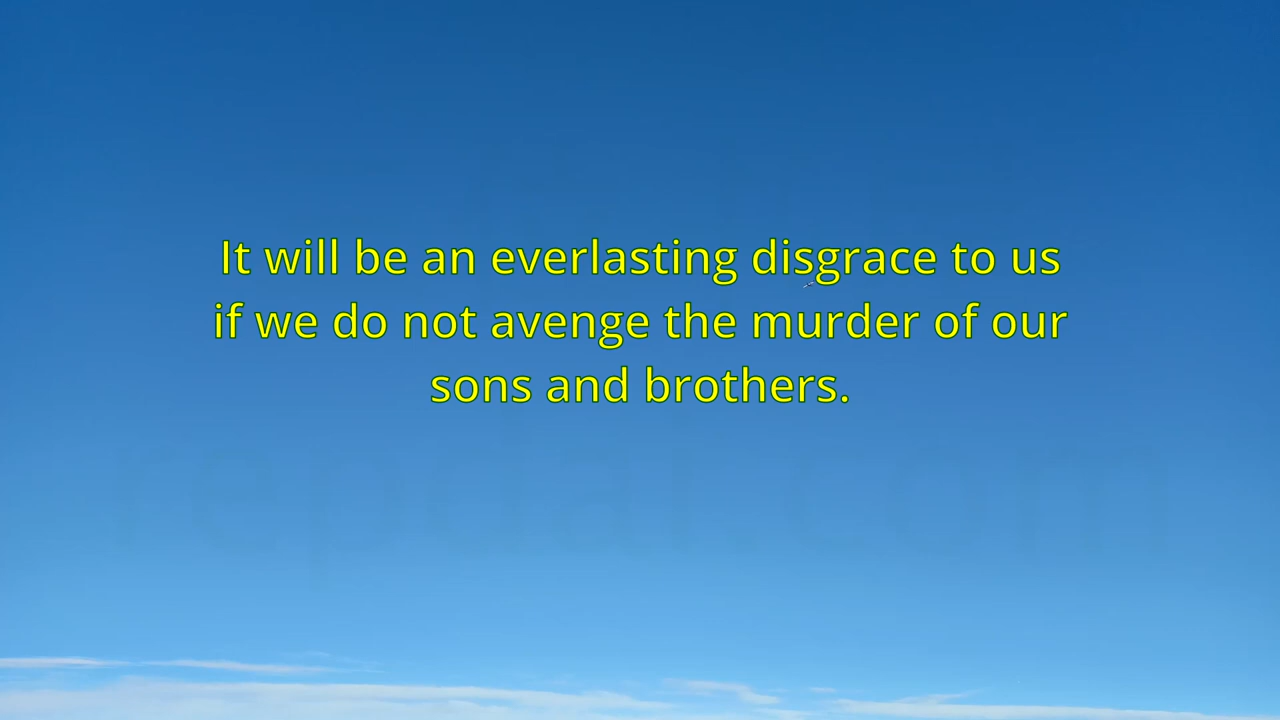 It will be an everlasting disgrace to us
if we do not avenge the murder of our
sons and brothers.